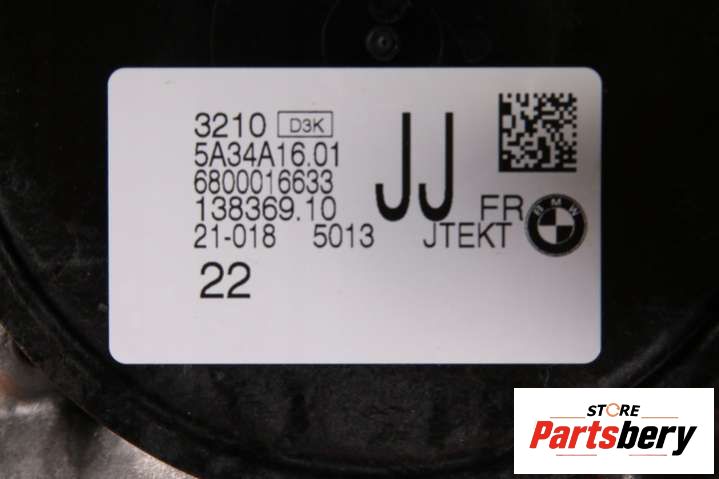 3210 D3K
5A34A16.01
6800016633
138369.10
21-018 5013
22
JJ
FR
JTEKT
BMW
STORE
Partsbery